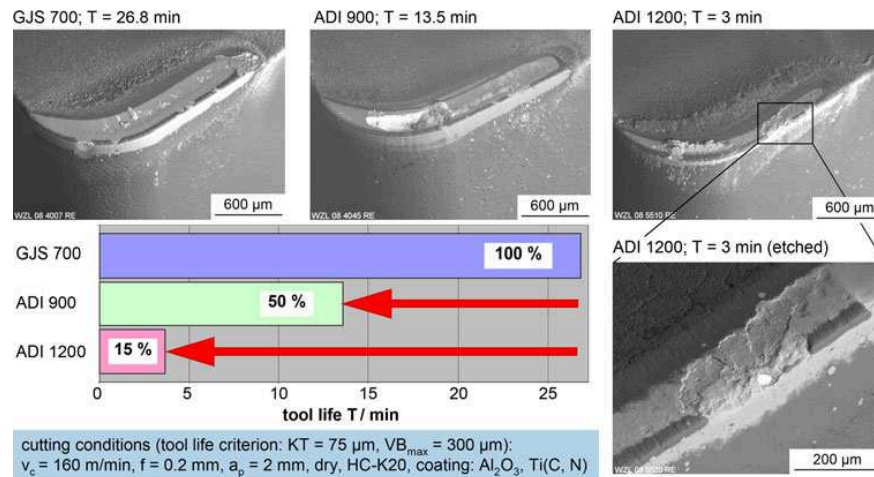 GJS 700; T = 26.8 min
ADI 900; T = 13.5 min
ADI 1200; T = 3 min
600 µm
600 µm
600 µm
WZL 08 4007 RE
WZL 08 4045 RE
WZL 08 5510 RE
GJS 700
100 %
ADI 900
50 %
ADI 1200
15 %
0
5
10
15
20
25
tool life T / min
ADI 1200; T = 3 min (etched)
200 µm
cutting conditions (tool life criterion: KT = 75 µm, VBmax = 300 µm):
vc = 160 m/min, f = 0.2 mm, ap = 2 mm, dry, HC-K20, coating: Al2O3, Ti(C, N)